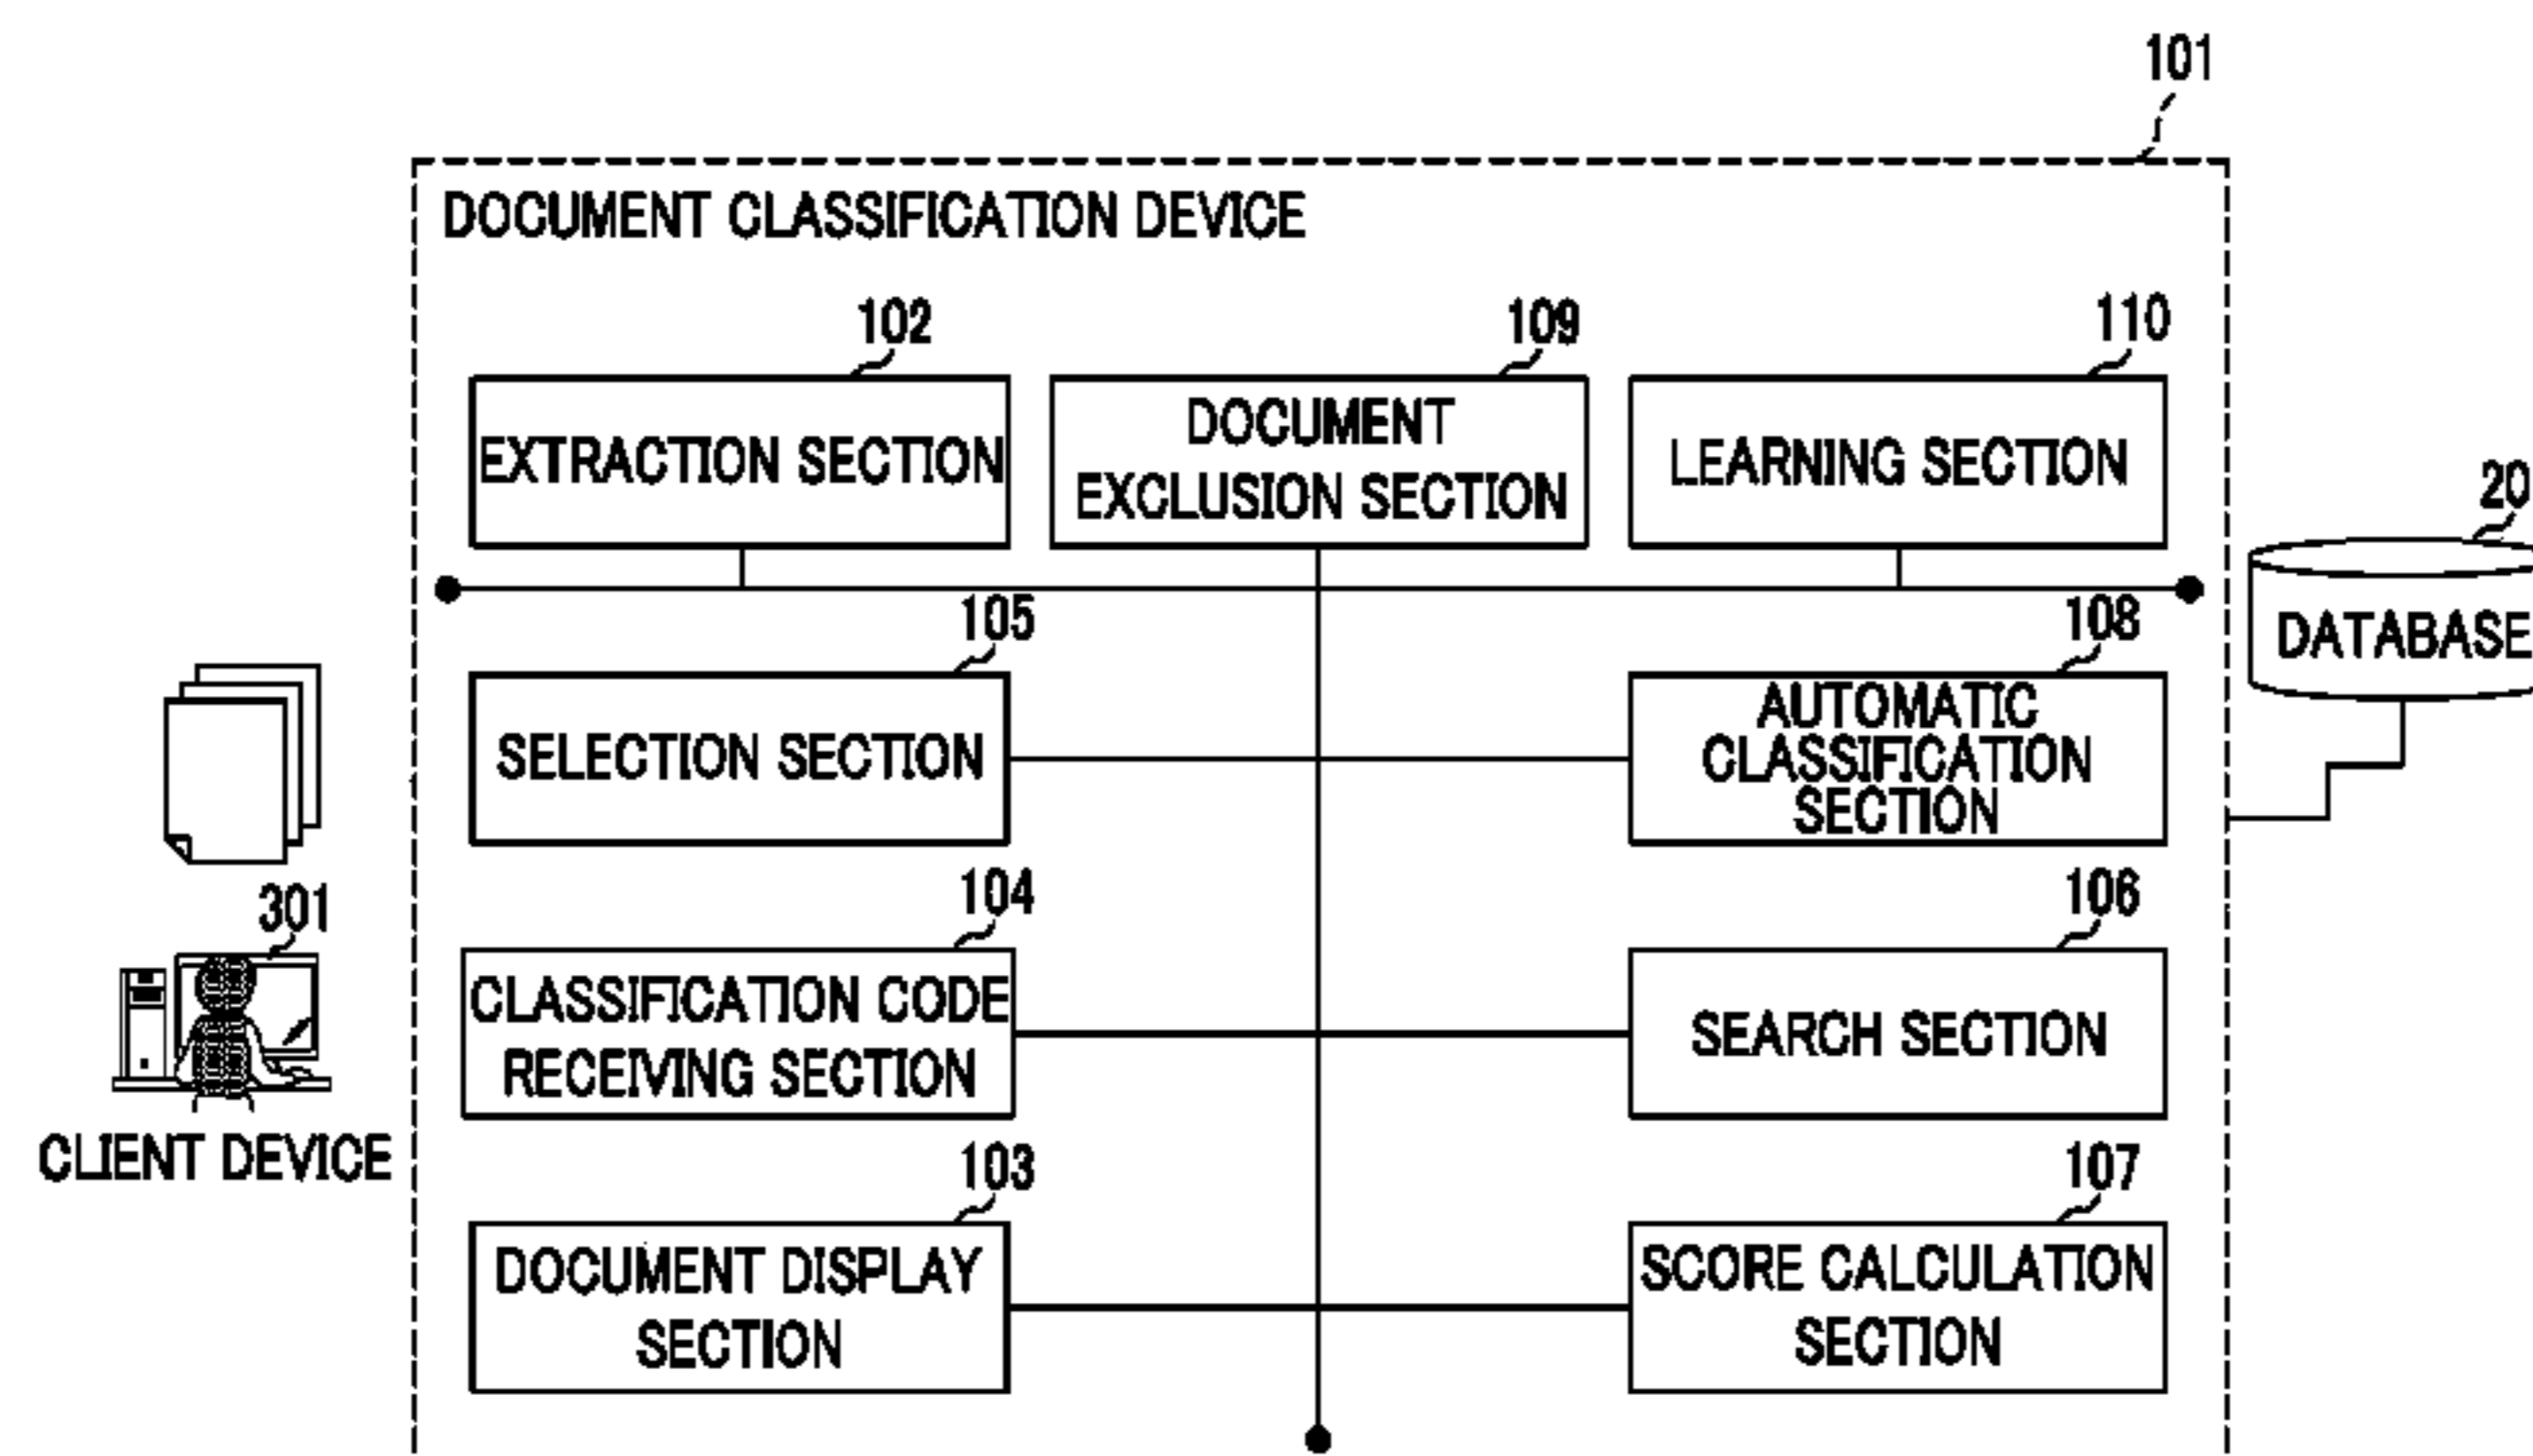 101
DOCUMENT CLASSIFICATION DEVICE
102
109
110
EXTRACTION SECTION
DOCUMENT
EXCLUSION SECTION
LEARNING SECTION
20
DATABASE
105
108
SELECTION SECTION
AUTOMATIC
CLASSIFICATION
SECTION
104
106
301
CLASSIFICATION CODE
RECEIVING SECTION
SEARCH SECTION
CLIENT DEVICE
103
107
DOCUMENT DISPLAY
SECTION
SCORE CALCULATION
SECTION